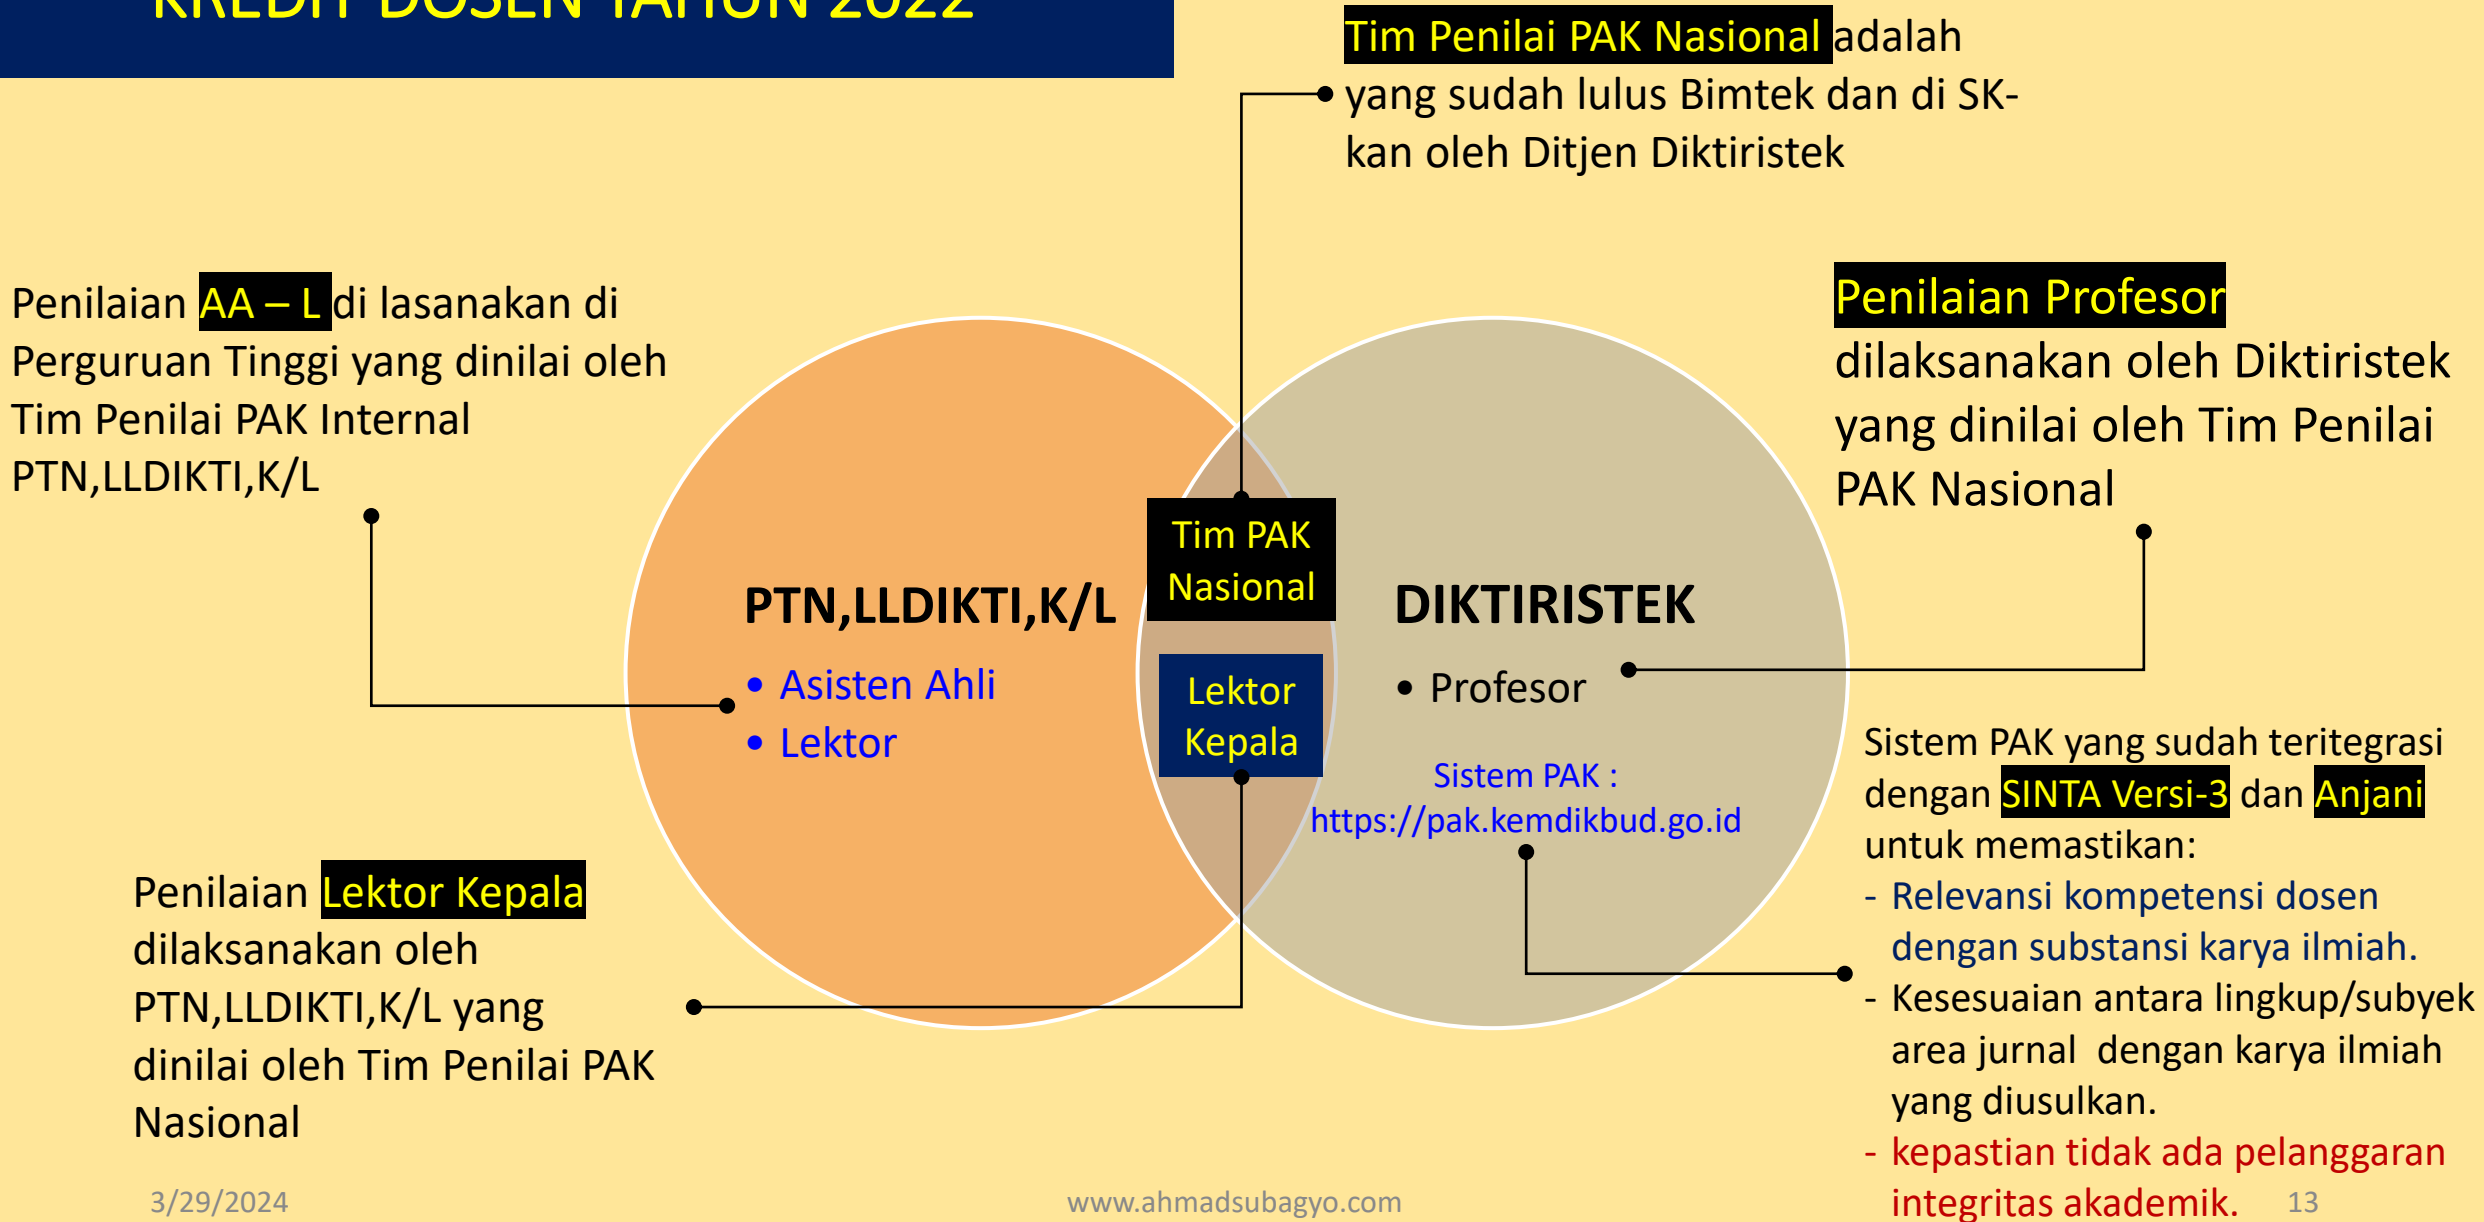 KREDIT DOSEN TAHUN 2022
Tim Penilai PAK Nasional adalah
yang sudah lulus Bimtek dan di SK-
kan oleh Ditjen Diktiristek
Penilaian AA – L di lasanakan di
Perguruan Tinggi yang dinilai oleh
Tim Penilai PAK Internal
PTN,LLDIKTI,K/L
Penilaian Profesor
dilaksanakan oleh Diktiristek
yang dinilai oleh Tim Penilai
PAK Nasional
PTN,LLDIKTI,K/L
• Asisten Ahli
• Lektor
Tim PAK
Nasional
Lektor
Kepala
DIKTIRISTEK
• Profesor
Sistem PAK :
https://pak.kemdikbud.go.id
Penilaian Lektor Kepala
dilaksanakan oleh
PTN,LLDIKTI,K/L yang
dinilai oleh Tim Penilai PAK
Nasional
Sistem PAK yang sudah teritegrasi
dengan SINTA Versi-3 dan Anjani
untuk memastikan:
- Relevansi kompetensi dosen
dengan substansi karya ilmiah.
- Kesesuaian antara lingkup/subyek
area jurnal dengan karya ilmiah
yang diusulkan.
- kepastian tidak ada pelanggaran
integritas akademik.
3/29/2024
www.ahmadsubagyo.com
13